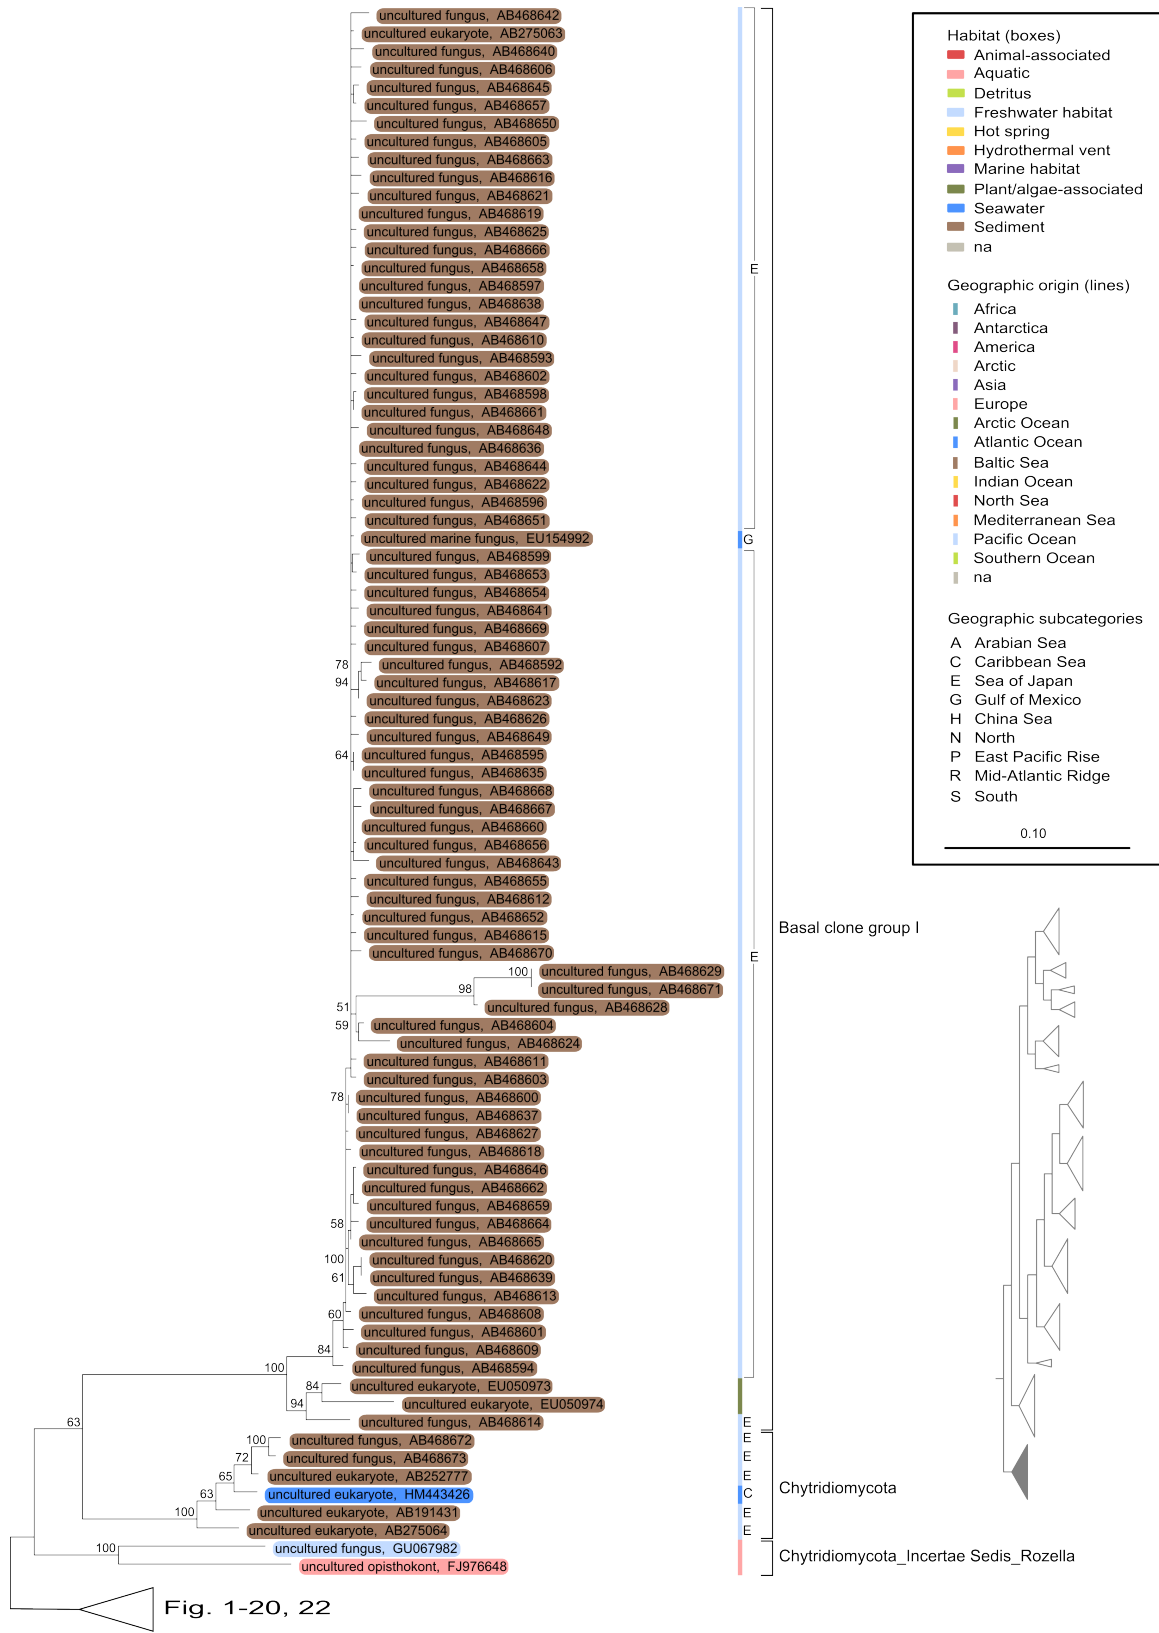 uncultured fungus, AB468642
uncultured eukaryote, AB275063
uncultured fungus, AB468640
uncultured fungus, AB468606
uncultured fungus, AB468645
uncultured fungus, AB468657
uncultured fungus, AB468650
uncultured fungus, AB468605
uncultured fungus, AB468663
uncultured fungus, AB468616
uncultured fungus, AB468621
uncultured fungus, AB468619
uncultured fungus, AB468625
uncultured fungus, AB468666
uncultured fungus, AB468658
E
uncultured fungus, AB468597
uncultured fungus, AB468638
uncultured fungus, AB468647
uncultured fungus, AB468610
uncultured fungus, AB468593
uncultured fungus, AB468602
uncultured fungus, AB468598
uncultured fungus, AB468661
uncultured fungus, AB468648
uncultured fungus, AB468636
uncultured fungus, AB468644
uncultured fungus, AB468622
uncultured fungus, AB468596
uncultured fungus, AB468651
uncultured marine fungus, EU154992
G
uncultured fungus, AB468599
uncultured fungus, AB468653
uncultured fungus, AB468654
uncultured fungus, AB468641
uncultured fungus, AB468669
uncultured fungus, AB468607
78
uncultured fungus, AB468592
94
uncultured fungus, AB468617
uncultured fungus, AB468623
uncultured fungus, AB468626
uncultured fungus, AB468649
64
uncultured fungus, AB468595
uncultured fungus, AB468635
uncultured fungus, AB468668
uncultured fungus, AB468667
uncultured fungus, AB468660
uncultured fungus, AB468656
uncultured fungus, AB468643
uncultured fungus, AB468655
uncultured fungus, AB468612
uncultured fungus, AB468652
Basal clone group I
uncultured fungus, AB468615
uncultured fungus, AB468670
E
100
uncultured fungus, AB468629
98
uncultured fungus, AB468671
51
uncultured fungus, AB468628
59
uncultured fungus, AB468604
uncultured fungus, AB468624
uncultured fungus, AB468611
uncultured fungus, AB468603
78
uncultured fungus, AB468600
uncultured fungus, AB468637
uncultured fungus, AB468627
uncultured fungus, AB468618
uncultured fungus, AB468646
uncultured fungus, AB468662
uncultured fungus, AB468659
58
uncultured fungus, AB468664
uncultured fungus, AB468665
100
uncultured fungus, AB468620
61
uncultured fungus, AB468639
uncultured fungus, AB468613
60
uncultured fungus, AB468608
uncultured fungus, AB468601
84
uncultured fungus, AB468609
100
uncultured fungus, AB468594
84
uncultured eukaryote, EU050973
94
uncultured eukaryote, EU050974
63
uncultured fungus, AB468614
E
100
uncultured fungus, AB468672
E
72
uncultured fungus, AB468673
E
65
uncultured eukaryote, AB252777
E
63
uncultured eukaryote, HM443426
C
Chytridiomycota
100
uncultured eukaryote, AB191431
E
uncultured eukaryote, AB275064
E
100
uncultured fungus, GU067982
Chytridiomycota_Incertae Sedis_Rozella
uncultured opisthokont, FJ976648
Fig. 1-20, 22
Habitat (boxes)
Animal-associated
Aquatic
Detritus
Freshwater habitat
Hot spring
Hydrothermal vent
Marine habitat
Plant/algae-associated
Seawater
Sediment
na
Geographic origin (lines)
Africa
Antarctica
America
Arctic
Asia
Europe
Arctic Ocean
Atlantic Ocean
Baltic Sea
Indian Ocean
North Sea
Mediterranean Sea
Pacific Ocean
Southern Ocean
na
Geographic subcategories
A Arabian Sea
C Caribbean Sea
E Sea of Japan
G Gulf of Mexico
H China Sea
N North
P East Pacific Rise
R Mid-Atlantic Ridge
S South
0.10